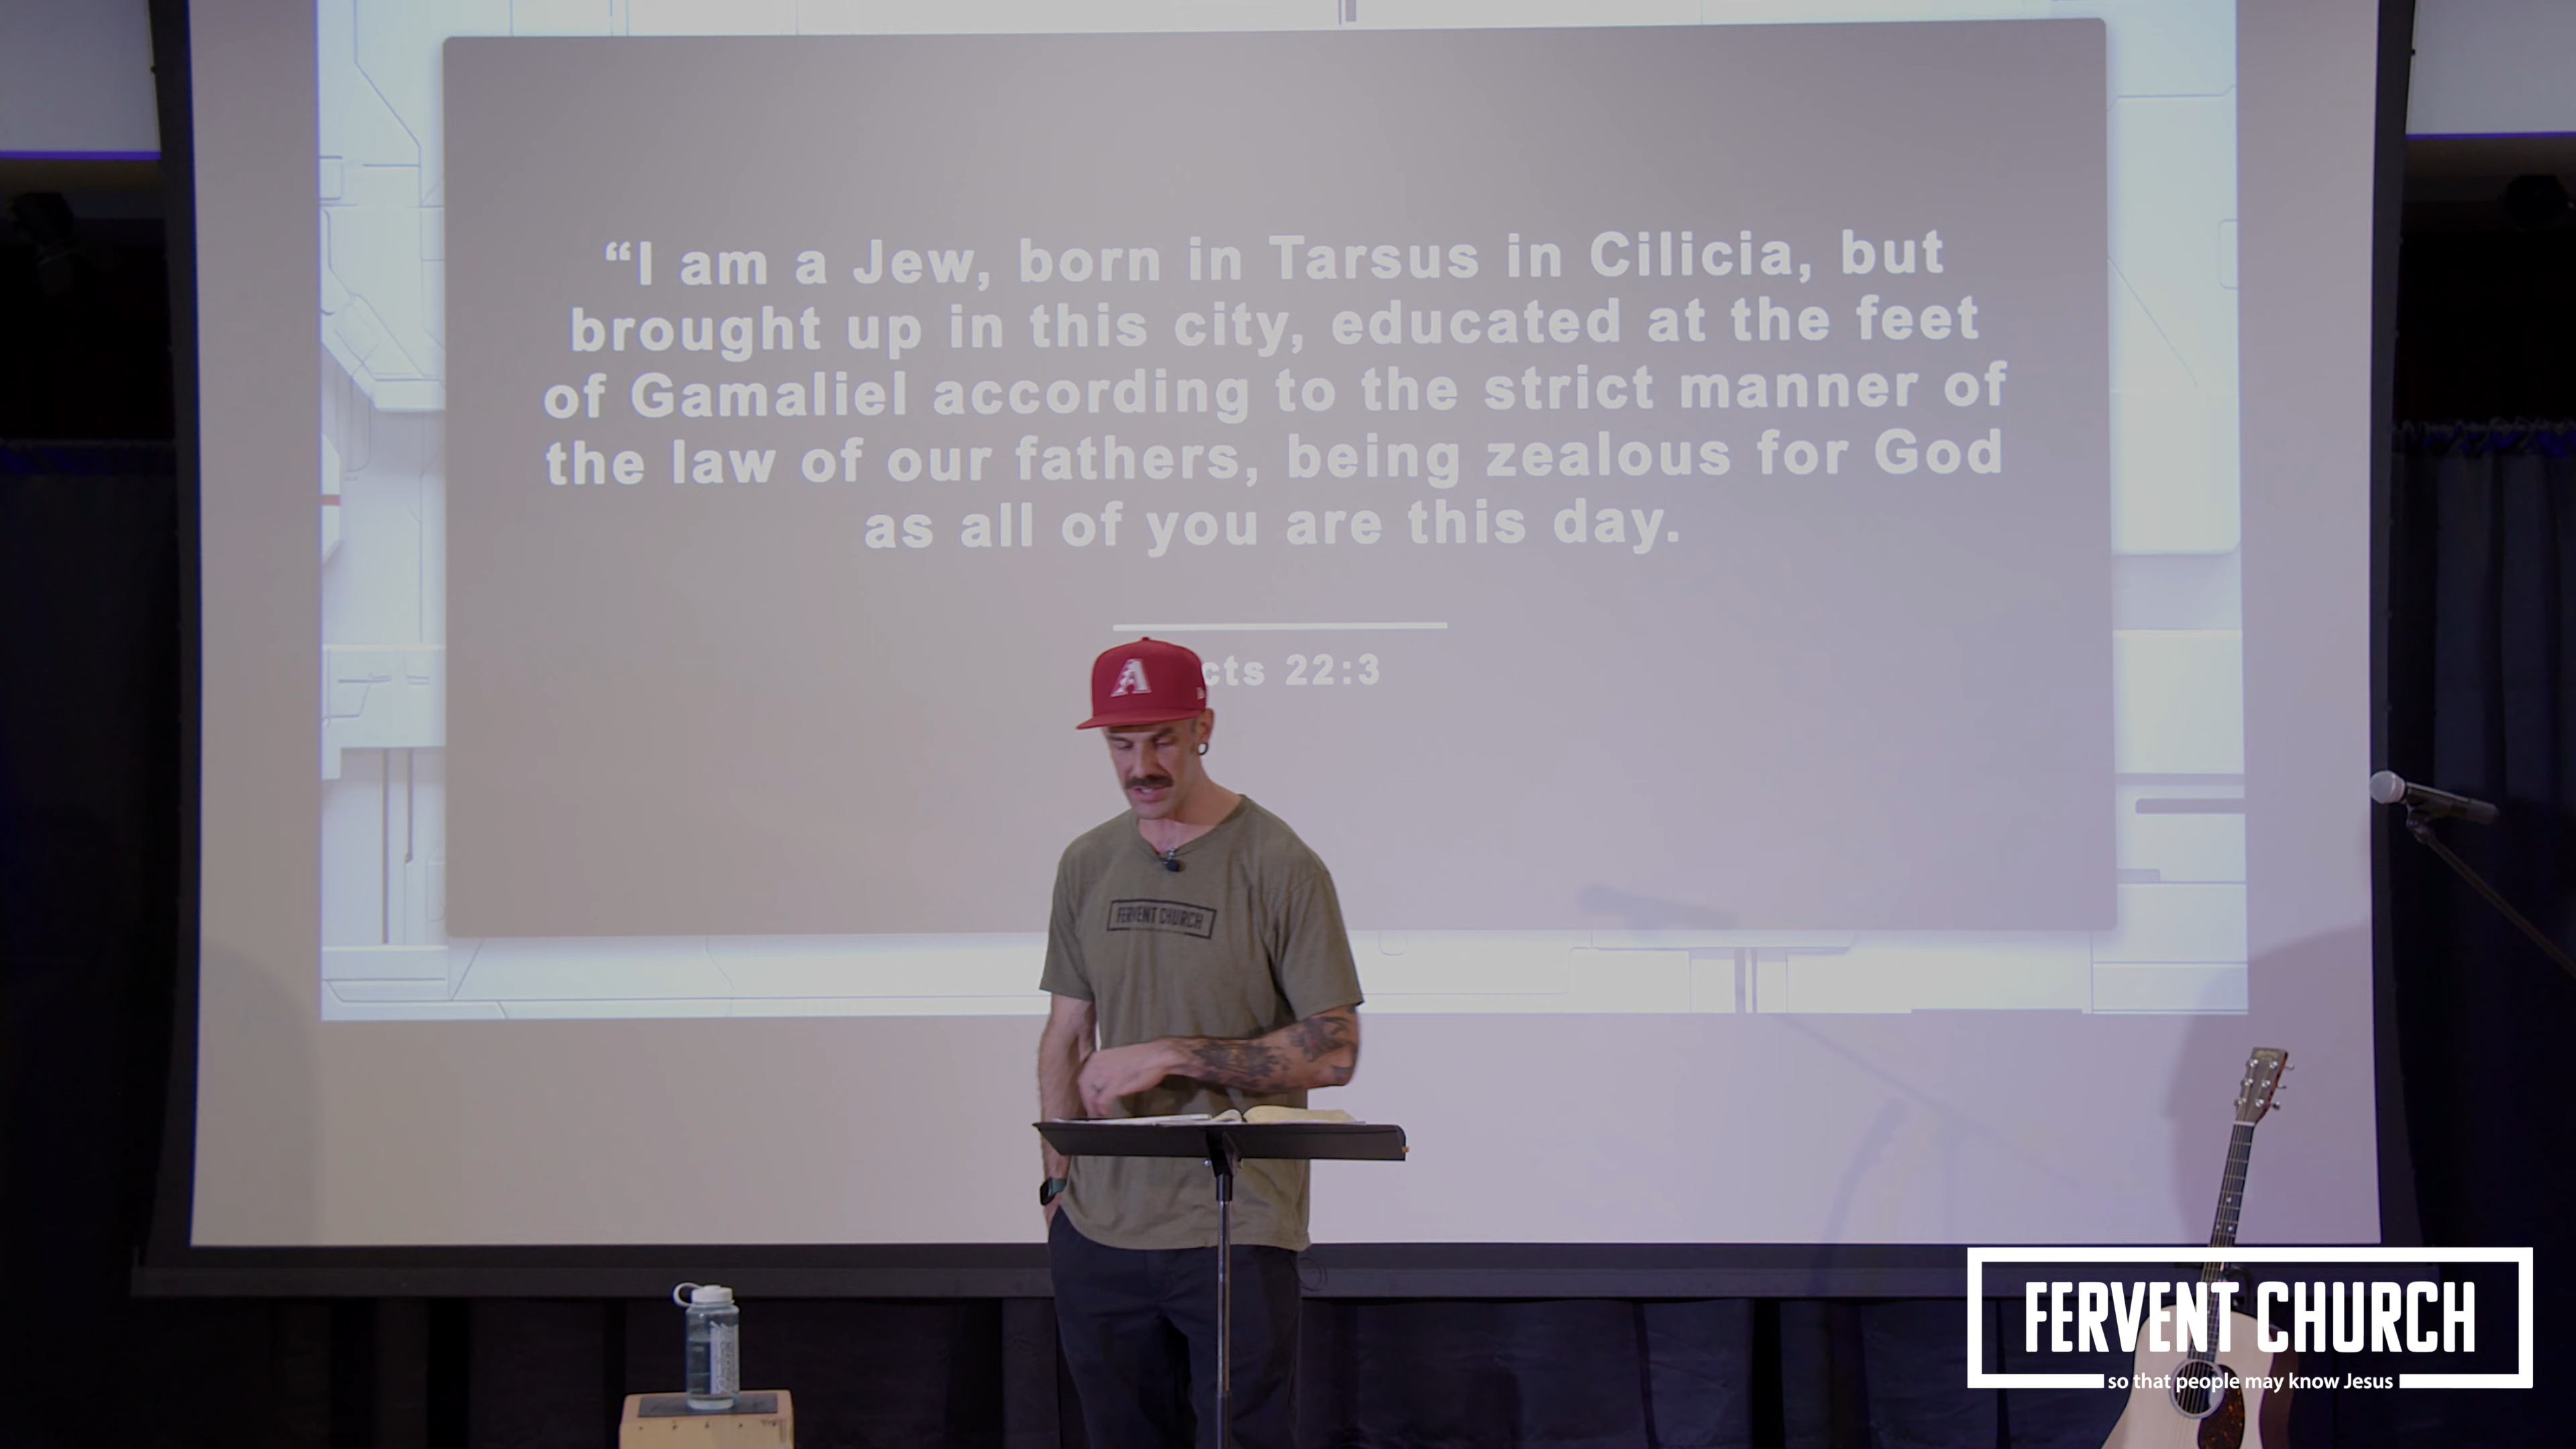 “I am a Jew, born in Tarsus in Cilicia, but
brought up in this city, educated at the feet
of Gamaliel according to the strict manner of
the law of our fathers, being zealous for God
as all of you are this day.
cts 22:3
A
FERVENT CHURCH
FERVENT CHURCH
so that people may know Jesus